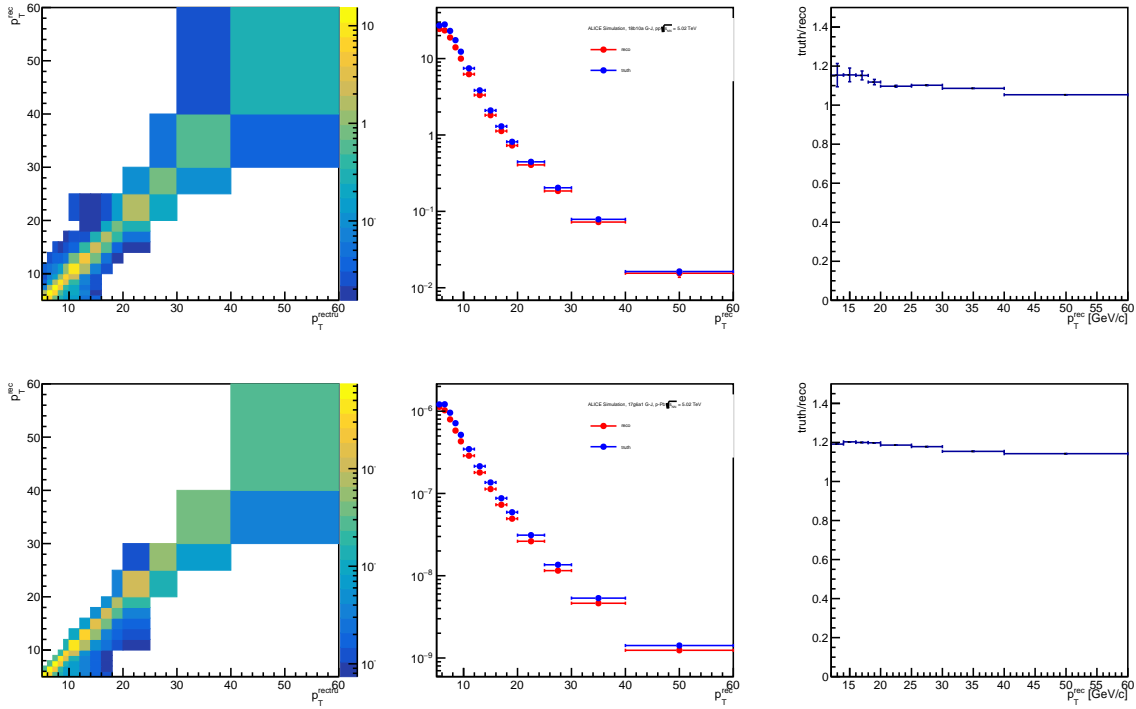 p_T^rec
60
50
40
30
20
10
10 20 30 40 50 60
p_T^rectru
1
10
ALICE Simulation, 18b10a G-J, pp = 5.02 TeV
reco
truth
10
1
10^−1
10^−2
10 20 30 40 50 60
p_T^rec
truth/reco
1.4
1.2
1
0.8
0.6
0.4
0.2
0
15 20 25 30 35 40 45 50 55 60
p_T^rec [GeV/c]
p_T^rec
60
50
40
30
20
10
10 20 30 40 50 60
p_T^rectru
10
10
10
ALICE Simulation, 17g6a1 G-J, p-Pb = 5.02 TeV
reco
truth
10^−6
10^−7
10^−8
10^−9
10 20 30 40 50 60
p_T^rec
truth/reco
1.4
1.2
1
0.8
0.6
0.4
0.2
0
15 20 25 30 35 40 45 50 55 60
p_T^rec [GeV/c]